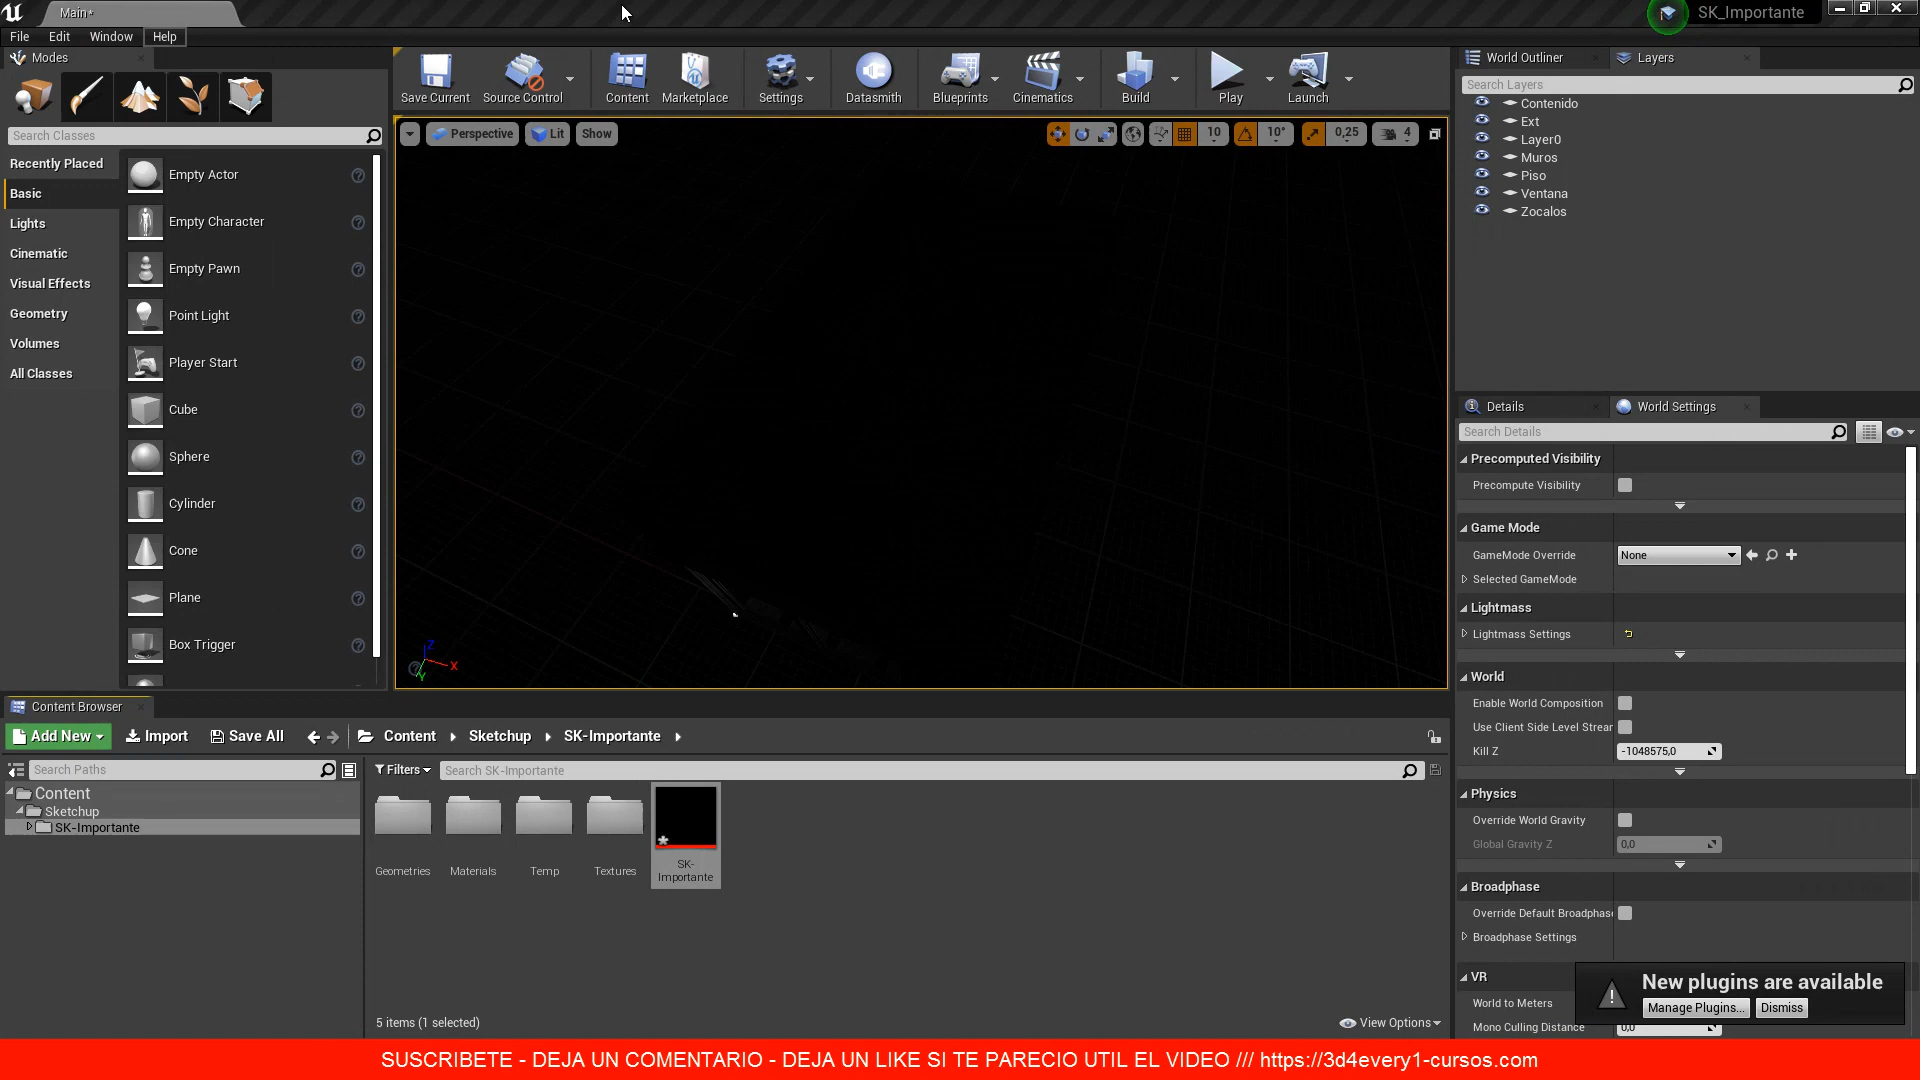 Main*
SK_Importante
File Edit Window Help
Modes
Search Classes
Recently Placed
Basic
Lights
Cinematic
Visual Effects
Geometry
Volumes
All Classes
Empty Actor
Empty Character
Empty Pawn
Point Light
Player Start
Cube
Sphere
Cylinder
Cone
Plane
Box Trigger
Save Current
Source Control
Content
Marketplace
Settings
Datasmith
Blueprints
Cinematics
Build
Play
Launch
Perspective
Lit
Show
10
10°
0,25
4
Z
X
Y
World Outliner
Layers
Search Layers
Contenido
Ext
Layer0
Muros
Piso
Ventana
Zocalos
Details
World Settings
Search Details
Precomputed Visibility
Precompute Visibility
Game Mode
GameMode Override
None
Selected GameMode
Lightmass
Lightmass Settings
World
Enable World Composition
Use Client Side Level Strear
Kill Z
-1048575,0
Physics
Override World Gravity
Global Gravity Z
0,0
Broadphase
Override Default Broadphase
Broadphase Settings
VR
World to Meters
Mono Culling Distance
0,0
New plugins are available
Manage Plugins...
Dismiss
Content Browser
Add New
Import
Save All
Content
Sketchup
SK-Importante
Search Paths
Content
Sketchup
SK-Importante
Filters
Search SK-Importante
Geometries
Materials
Temp
Textures
SK-
Importante
5 items (1 selected)
View Options
SUSCRIBETE - DEJA UN COMENTARIO - DEJA UN LIKE SI TE PARECIO UTIL EL VIDEO /// https://3d4every1-cursos.com